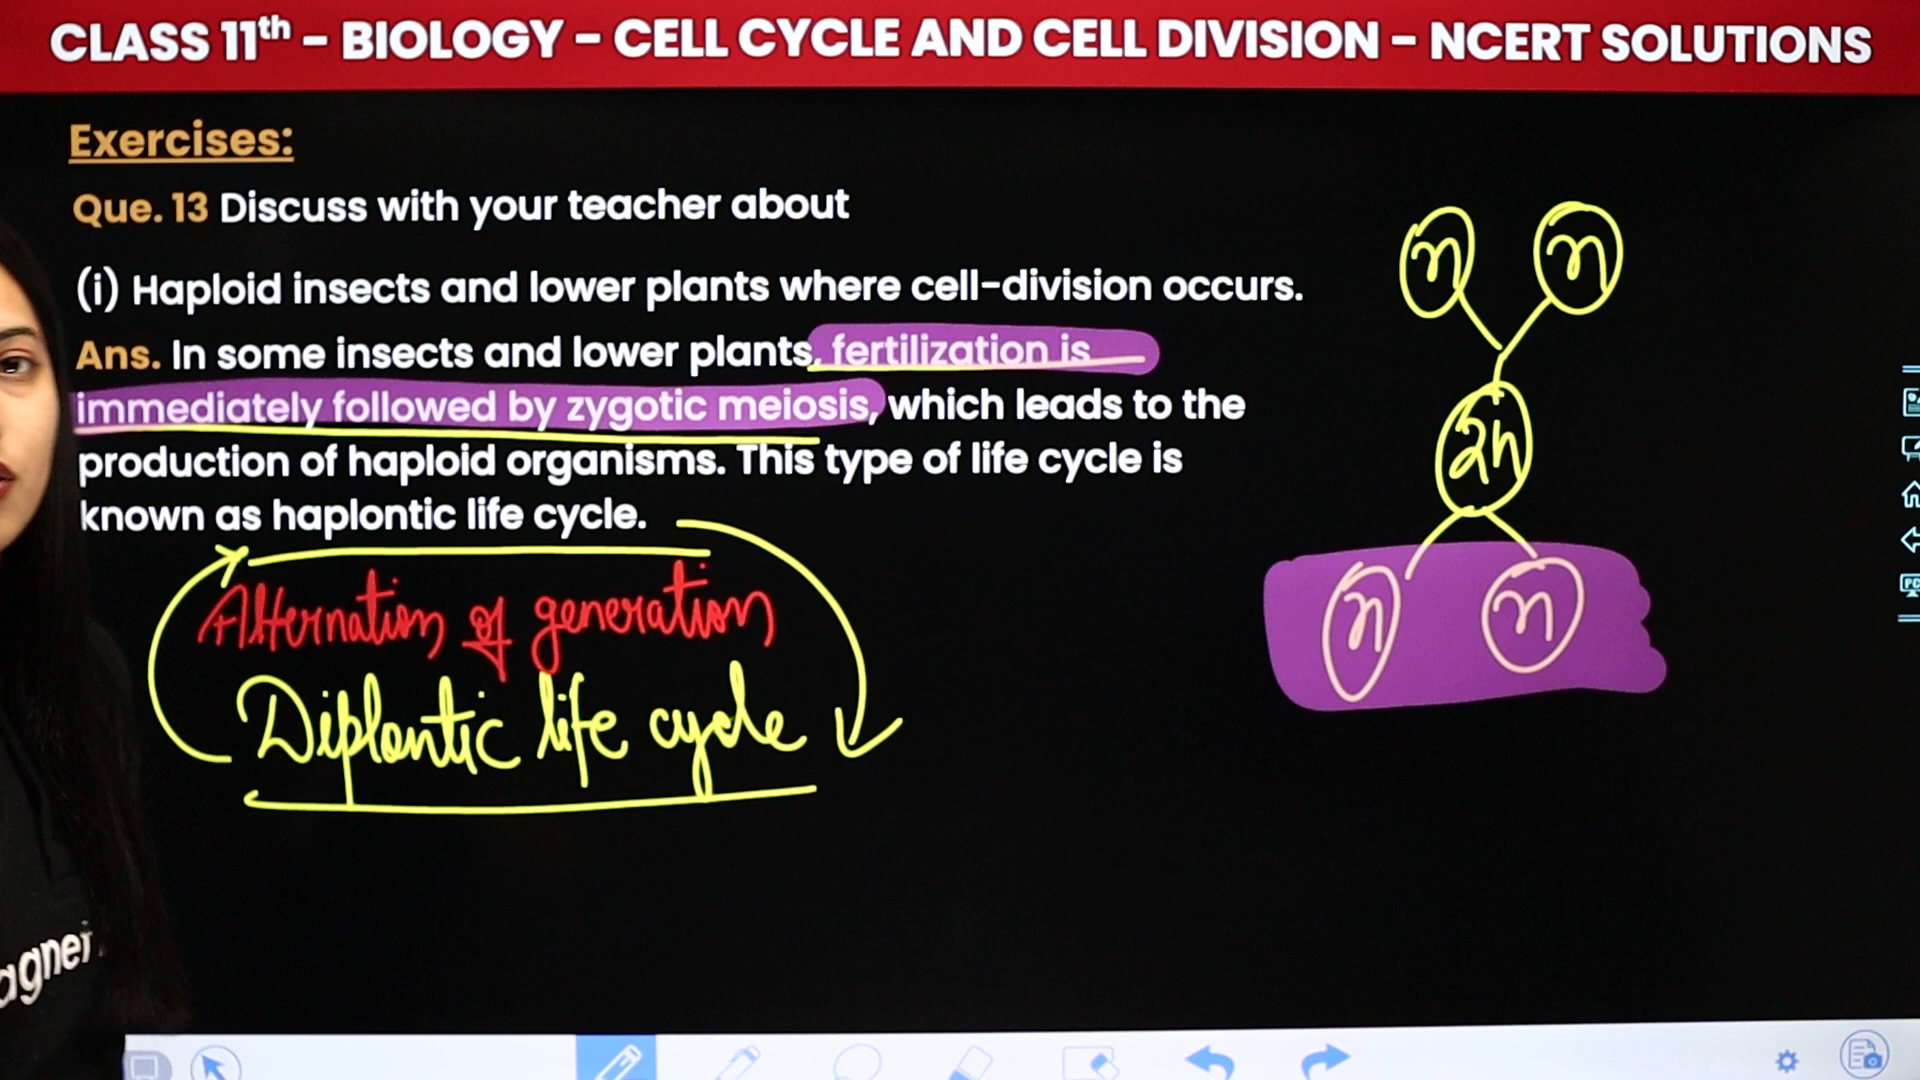 CLASS 11th - BIOLOGY - CELL CYCLE AND CELL DIVISION - NCERT SOLUTIONS
Exercises:
Que. 13 Discuss with your teacher about
(i) Haploid insects and lower plants where cell-division occurs.
Ans. In some insects and lower plants, fertilization is
immediately followed by zygotic meiosis, which leads to the
production of haploid organisms. This type of life cycle is
known as haplontic life cycle.
Alternation of generation
Diplontic life cycle
n n
2n
n n